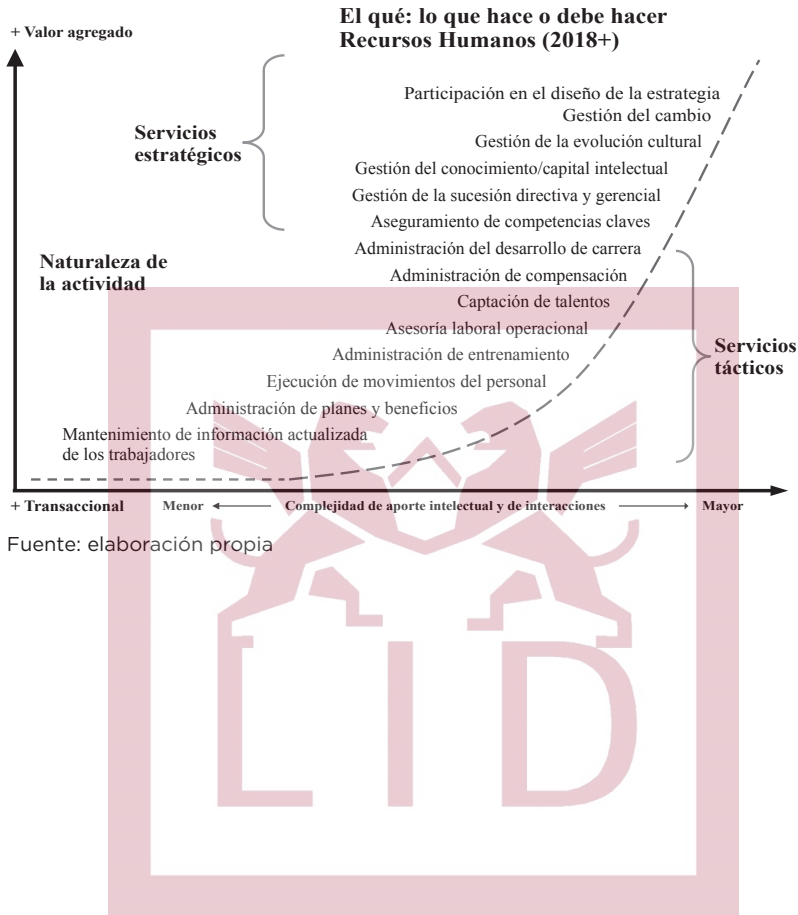 El qué: lo que hace o debe hacer
Recursos Humanos (2018+)
+ Valor agregado
Participación en el diseño de la estrategia
Gestión del cambio
Servicios
estratégicos
Gestión de la evolución cultural
Gestión del conocimiento/capital intelectual
Gestión de la sucesión directiva y gerencial
Aseguramiento de competencias claves
Administración del desarrollo de carrera
Naturaleza de
la actividad
Administración de compensación
Captación de talentos
Asesoría laboral operacional
Servicios
tácticos
Administración de entrenamiento
Ejecución de movimientos del personal
Administración de planes y beneficios
Mantenimiento de información actualizada
de los trabajadores
+ Transaccional Menor Complejidad de aporte intelectual y de interacciones Mayor
Fuente: elaboración propia
LID